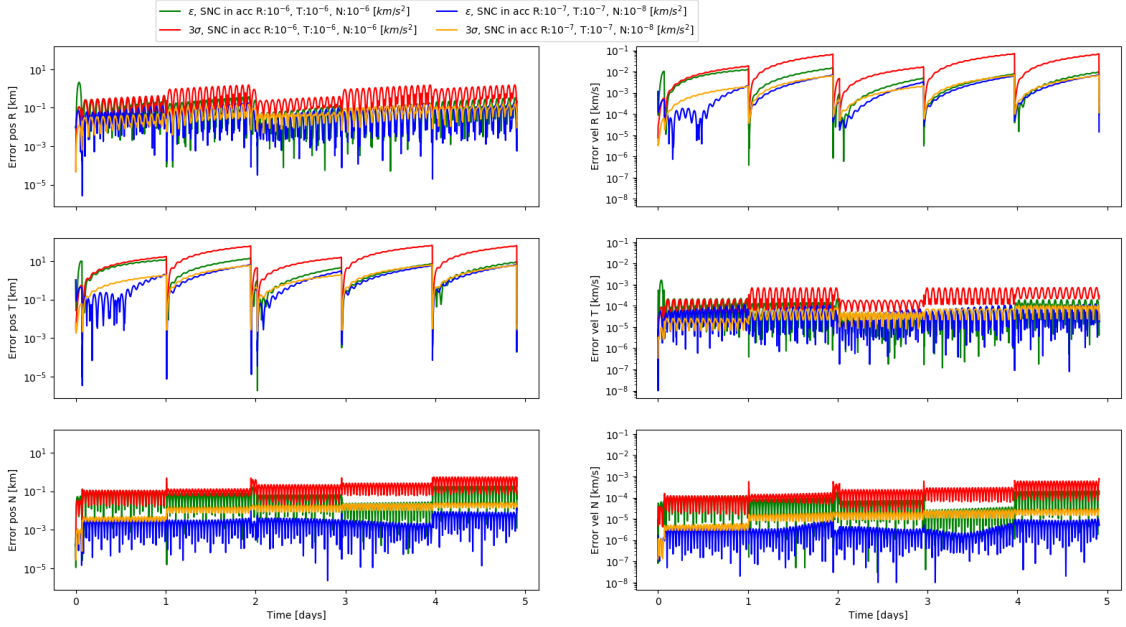 ε, SNC in acc R:10⁻⁶, T:10⁻⁶, N:10⁻⁶ [km/s²]
ε, SNC in acc R:10⁻⁷, T:10⁻⁷, N:10⁻⁸ [km/s²]
3σ, SNC in acc R:10⁻⁶, T:10⁻⁶, N:10⁻⁶ [km/s²]
3σ, SNC in acc R:10⁻⁷, T:10⁻⁷, N:10⁻⁸ [km/s²]
Error pos R [km]
10¹
10⁻¹
10⁻³
10⁻⁵
Error vel R [km/s]
10⁻¹
10⁻²
10⁻³
10⁻⁴
10⁻⁵
10⁻⁶
10⁻⁷
10⁻⁸
Error pos T [km]
10¹
10⁻¹
10⁻³
10⁻⁵
Error vel T [km/s]
10⁻¹
10⁻²
10⁻³
10⁻⁴
10⁻⁵
10⁻⁶
10⁻⁷
10⁻⁸
Error pos N [km]
10¹
10⁻¹
10⁻³
10⁻⁵
0 1 2 3 4 5
Time [days]
Error vel N [km/s]
10⁻¹
10⁻²
10⁻³
10⁻⁴
10⁻⁵
10⁻⁶
10⁻⁷
10⁻⁸
0 1 2 3 4 5
Time [days]